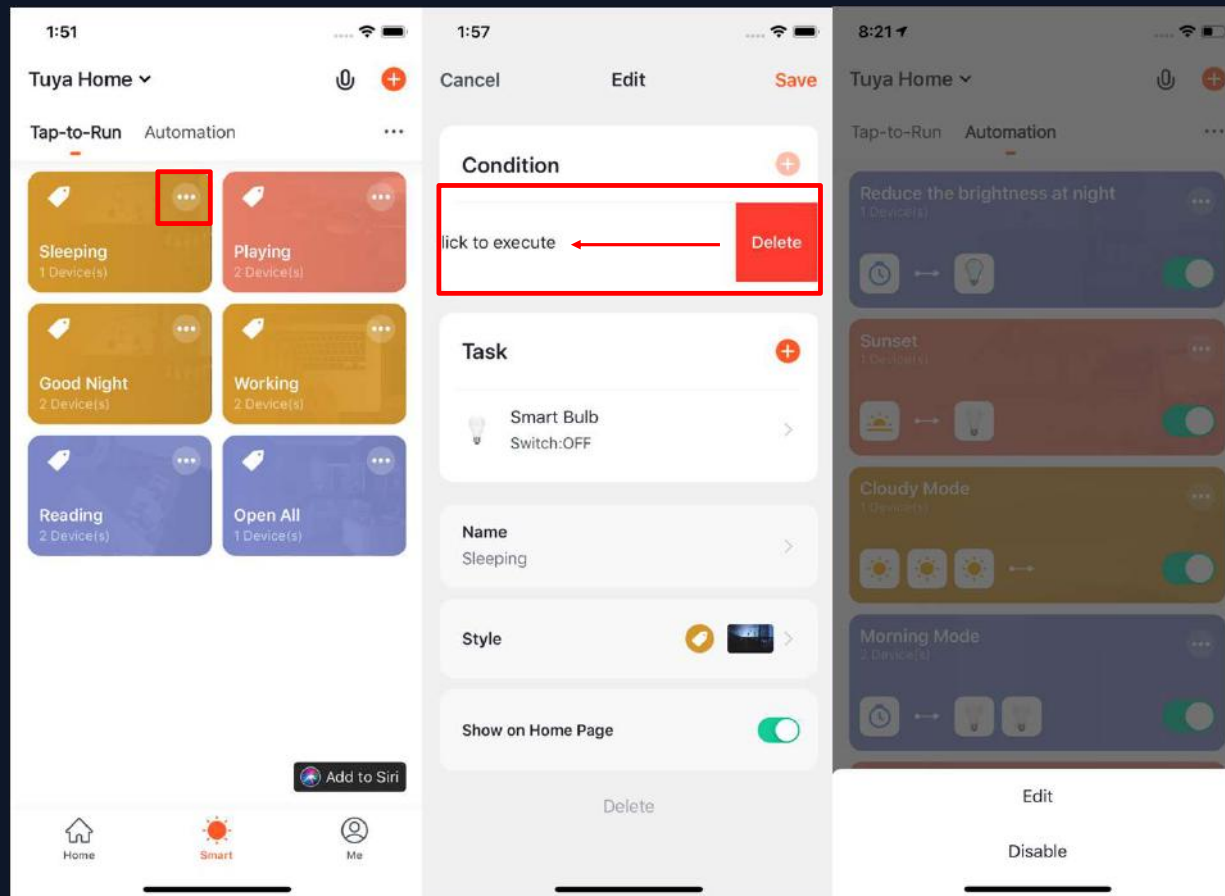 1:51
Tuya Home
Tap-to-Run Automation
Sleeping
1 Device(s)
Playing
2 Device(s)
Good Night
2 Device(s)
Working
2 Device(s)
Reading
2 Device(s)
Open All
1 Device(s)
Add to Siri
Home
Smart
Me
1:57
Cancel Edit Save
Condition
lick to execute
Delete
Task
Smart Bulb
Switch:OFF
Name
Sleeping
Style
Show on Home Page
Delete
8:21
Tuya Home
Tap-to-Run Automation
Reduce the brightness at night
1 Device(s)
Sunset
1 Device(s)
Cloudy Mode
1 Device(s)
Morning Mode
2 Device(s)
Edit
Disable